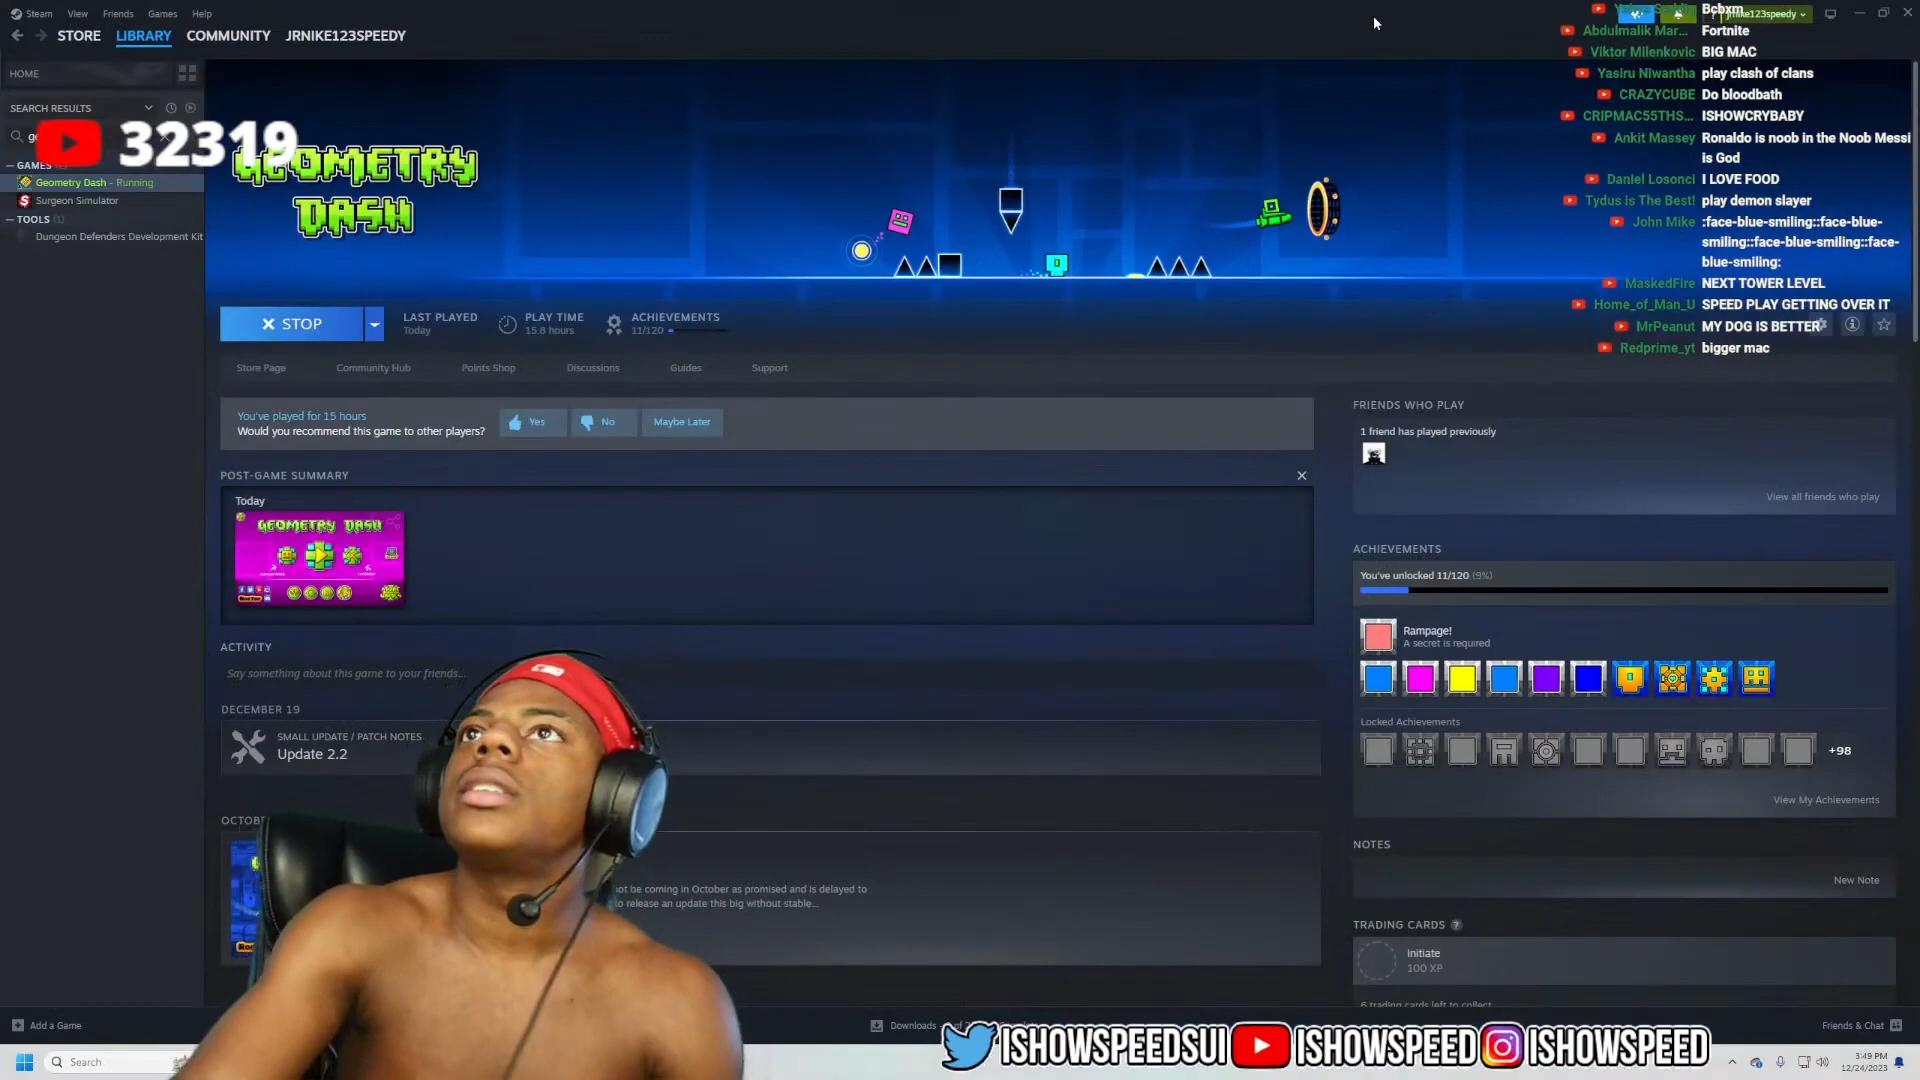 Steam View Friends Games Help
STORE LIBRARY COMMUNITY JRNIKE123SPEEDY
jrnike123speedy
HOME
SEARCH RESULTS
ge
32319
GAMES
Geometry Dash - Running
Surgeon Simulator
TOOLS (1)
Dungeon Defenders Development Kit
GEOMETRY
DASH
Bcbxm
Abdulmalik Mar... Fortnite
Viktor Milenkovic BIG MAC
Yasiru Niwantha play clash of clans
CRAZYCUBE Do bloodbath
CRIPMAC55THS... ISHOWCRYBABY
Ankit Massey Ronaldo is noob in the Noob Messi
is God
Daniel Losonci I LOVE FOOD
Tydus is The Best! play demon slayer
John Mike :face-blue-smiling::face-blue-
smiling::face-blue-smiling::face-
blue-smiling:
MaskedFire NEXT TOWER LEVEL
Home_of_Man_U SPEED PLAY GETTING OVER IT
MrPeanut MY DOG IS BETTER
Redprime_yt bigger mac
STOP
LAST PLAYED
Today
PLAY TIME
15.8 hours
ACHIEVEMENTS
11/120
Store Page Community Hub Points Shop Discussions Guides Support
You've played for 15 hours
Would you recommend this game to other players?
Yes No Maybe Later
POST-GAME SUMMARY
Today
GEOMETRY DASH
ACTIVITY
Say something about this game to your friends...
DECEMBER 19
SMALL UPDATE / PATCH NOTES
Update 2.2
OCTOB
not be coming in October as promised and is delayed to
to release an update this big without stable...
FRIENDS WHO PLAY
1 friend has played previously
View all friends who play
ACHIEVEMENTS
You've unlocked 11/120 (9%)
Rampage!
A secret is required
Locked Achievements
+98
View My Achievements
NOTES
New Note
TRADING CARDS ?
Initiate
100 XP
6 trading cards left to collect
Add a Game
Downloads
Friends & Chat
ISHOWSPEEDSUI ISHOWSPEED ISHOWSPEED
Search
3:49 PM
12/24/2023